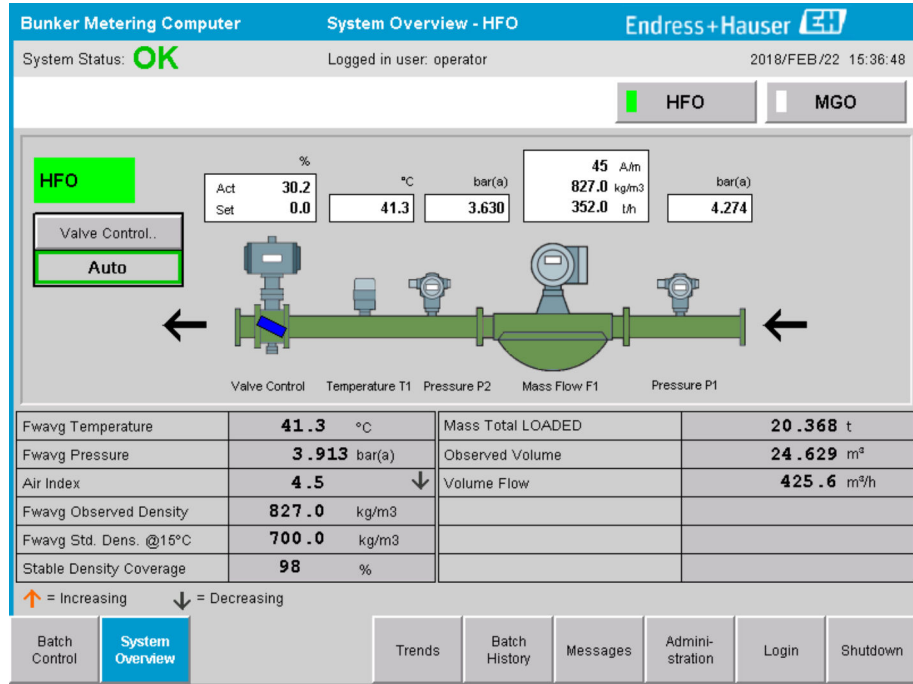 Bunker Metering Computer System Overview - HFO Endress+Hauser EH
System Status: OK Logged in user: operator 2018/FEB/22 15:36:48
HFO MGO
HFO
Valve Control..
Auto
%
Act 30.2
Set 0.0
°C
41.3
bar(a)
3.630
45 A/m
827.0 kg/m3
352.0 t/h
bar(a)
4.274
Valve Control Temperature T1 Pressure P2 Mass Flow F1 Pressure P1
Fwavg Temperature 41.3 °C Mass Total LOADED 20.368 t
Fwavg Pressure 3.913 bar(a) Observed Volume 24.629 m³
Air Index 4.5 ↓ Volume Flow 425.6 m³/h
Fwavg Observed Density 827.0 kg/m3
Fwavg Std. Dens. @15°C 700.0 kg/m3
Stable Density Coverage 98 %
↑ = Increasing ↓ = Decreasing
Batch Control
System Overview
Trends
Batch History
Messages
Admini-
stration
Login
Shutdown